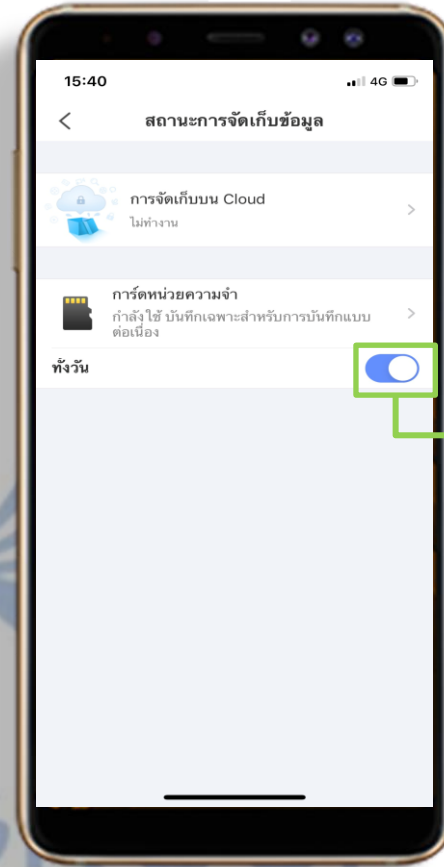 15:40 4G
สถานะการจัดเก็บข้อมูล
การจัดเก็บบน Cloud
ไม่ทำงาน
การ์ดหน่วยความจำ
กำลัง ใช้ บันทึกเฉพาะสำหรับการบันทึกแบบ
ต่อเนื่อง
ทั้งวัน